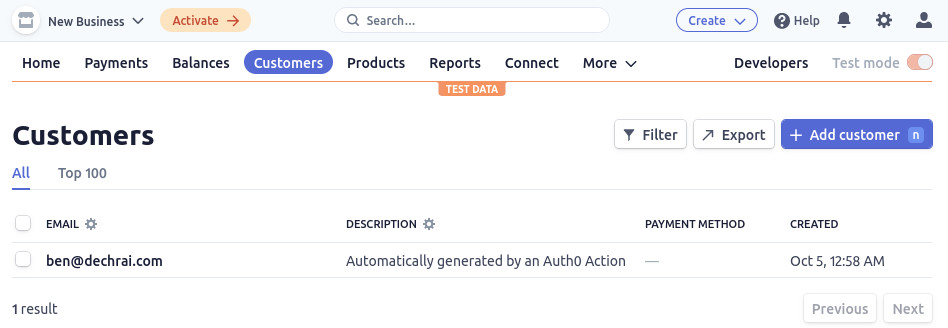 New Business Activate → Search... Create Help
Home Payments Balances Customers Products Reports Connect More Developers Test mode
TEST DATA
Customers Filter Export + Add customer n
All Top 100
EMAIL DESCRIPTION PAYMENT METHOD CREATED
ben@dechrai.com Automatically generated by an Auth0 Action — Oct 5, 12:58 AM
1 result Previous Next